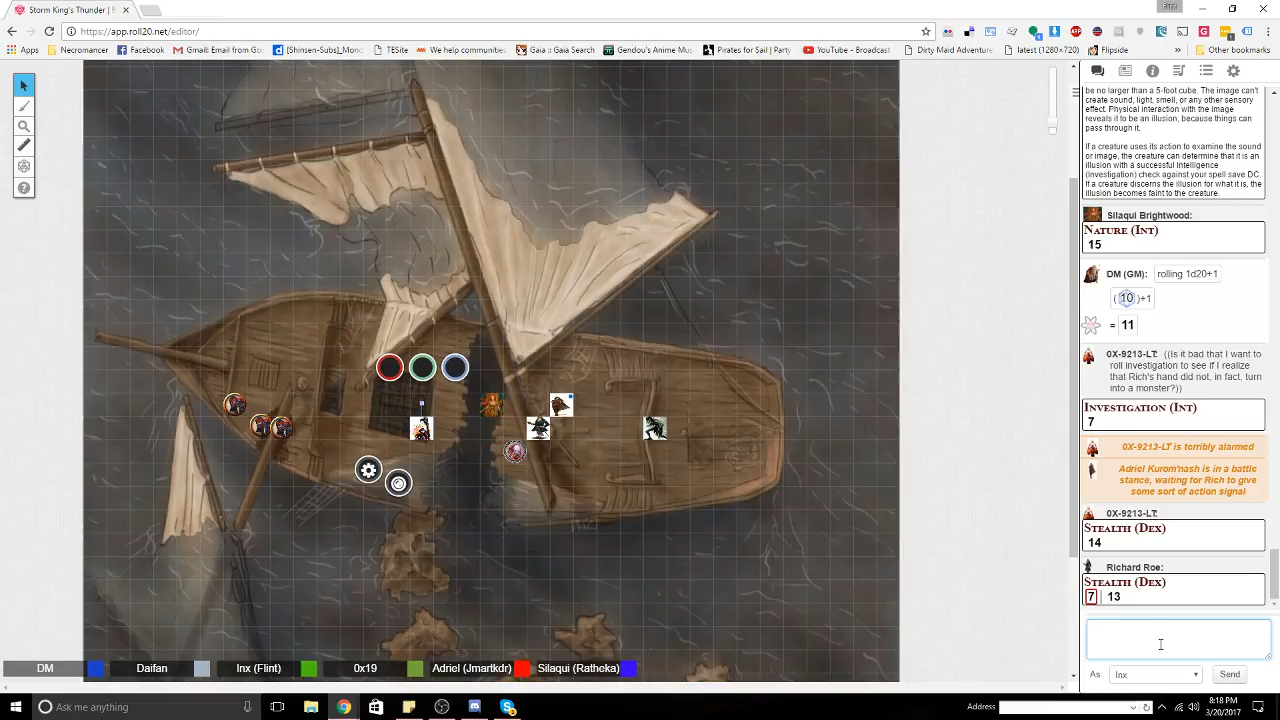 Storm King's Thunder | R
https://app.roll20.net/editor/
Apps
Necromancer
Facebook
Gmail: Email from Go
[Shinsen-Subs]_Mon
TESite
We help communities
Gaia :: Gaia Search
Gendou's Anime Mus
Pirates for Sail | Party
YouTube - Broadcast
Dirty Maid Adventure
latest (1280×720)
Flipside
Other bookmarks
be no larger than a 5-foot cube. The image can't
create sound, light, smell, or any other sensory
effect. Physical interaction with the image
reveals it to be an illusion, because things can
pass through it.
If a creature uses its action to examine the sound
or image, the creature can determine that it is an
illusion with a successful Intelligence
(Investigation) check against your spell save DC.
If a creature discerns the illusion for what it is, the
illusion becomes faint to the creature.
Silaqui Brightwood:
Nature (Int)
15
DM (GM): rolling 1d20+1
(10)+1
= 11
0X-9213-LT: ((Is it bad that I want to
roll investigation to see if I realize
that Rich's hand did not, in fact, turn
into a monster?))
Investigation (Int)
7
0X-9213-LT is terribly alarmed
Adriel Kurom'nash is in a battle
stance, waiting for Rich to give
some sort of action signal
0X-9213-LT:
Stealth (Dex)
14
Richard Roe:
Stealth (Dex)
7 | 13
As: Inx Send
DM
Daifan
Inx (Flint)
0x19
Adriel (Jmartkdr)
Silaqui (Ratheka)
Ask me anything
Address
8:18 PM
3/20/2017